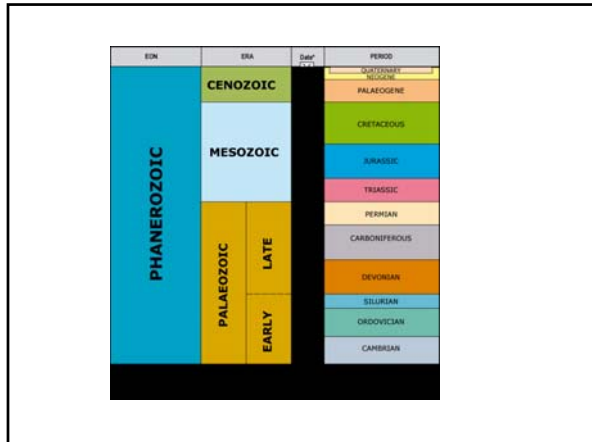 EON ERA Date* PERIOD
QUATERNARY
NEOGENE
CENOZOIC
PALAEOGENE
CRETACEOUS
MESOZOIC
JURASSIC
TRIASSIC
PERMIAN
CARBONIFEROUS
DEVONIAN
SILURIAN
ORDOVICIAN
CAMBRIAN
PHANEROZOIC
PALAEOZOIC
LATE
EARLY